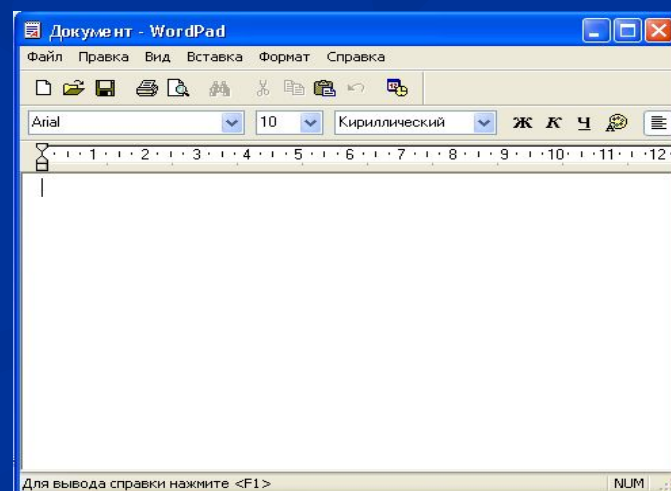 Документ - WordPad
Файл Правка Вид Вставка Формат Справка
Arial 10 Кириллический Ж К Ч
1 2 3 4 5 6 7 8 9 10 11 12
Для вывода справки нажмите <F1> NUM